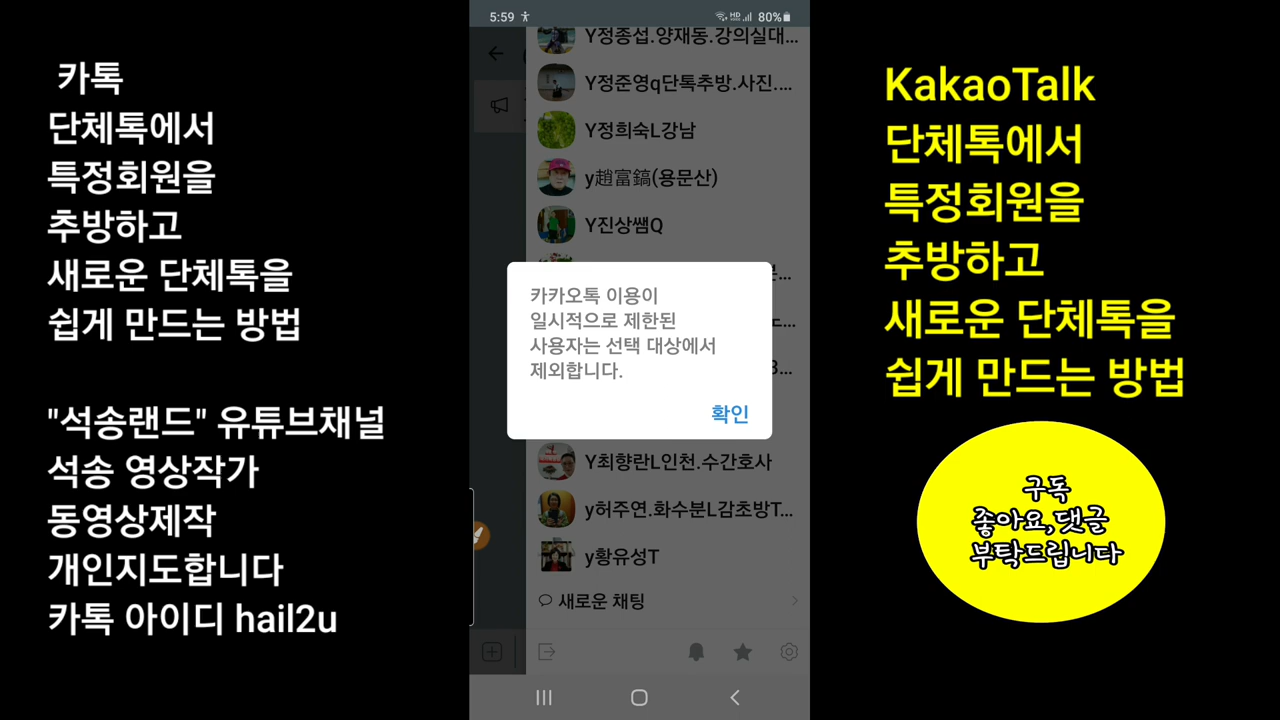 카톡
단체톡에서
특정회원을
추방하고
새로운 단체톡을
쉽게 만드는 방법
"석송랜드" 유튜브채널
석송 영상작가
동영상제작
개인지도합니다
카톡 아이디 hail2u
5:59
HD
80%
Y정종섭.양재동.강의실대...
Y정준영q단톡추방.사진....
Y정희숙L강남
y趙富鎬(용문산)
Y진상쌤Q
카카오톡 이용이
일시적으로 제한된
사용자는 선택 대상에서
제외합니다.
확인
Y최향란L인천.수간호사
y허주연.화수분L감초방T...
y황유성T
새로운 채팅
KakaoTalk
단체톡에서
특정회원을
추방하고
새로운 단체톡을
쉽게 만드는 방법
구독
좋아요,댓글
부탁드립니다